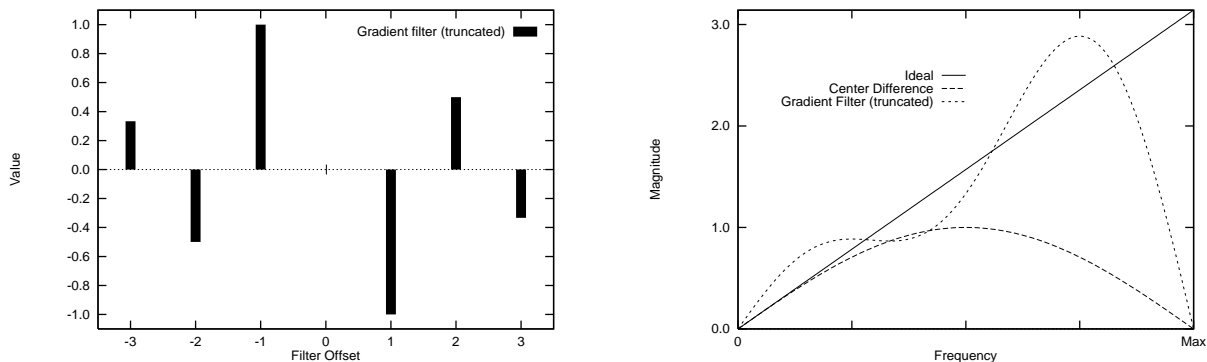 1.0
0.8
0.6
0.4
0.2
0.0
-0.2
-0.4
-0.6
-0.8
-1.0
Value
Gradient filter (truncated)
-3 -2 -1 0 1 2 3
Filter Offset
3.0
2.0
1.0
0.0
Magnitude
Ideal
Center Difference
Gradient Filter (truncated)
0 Max
Frequency